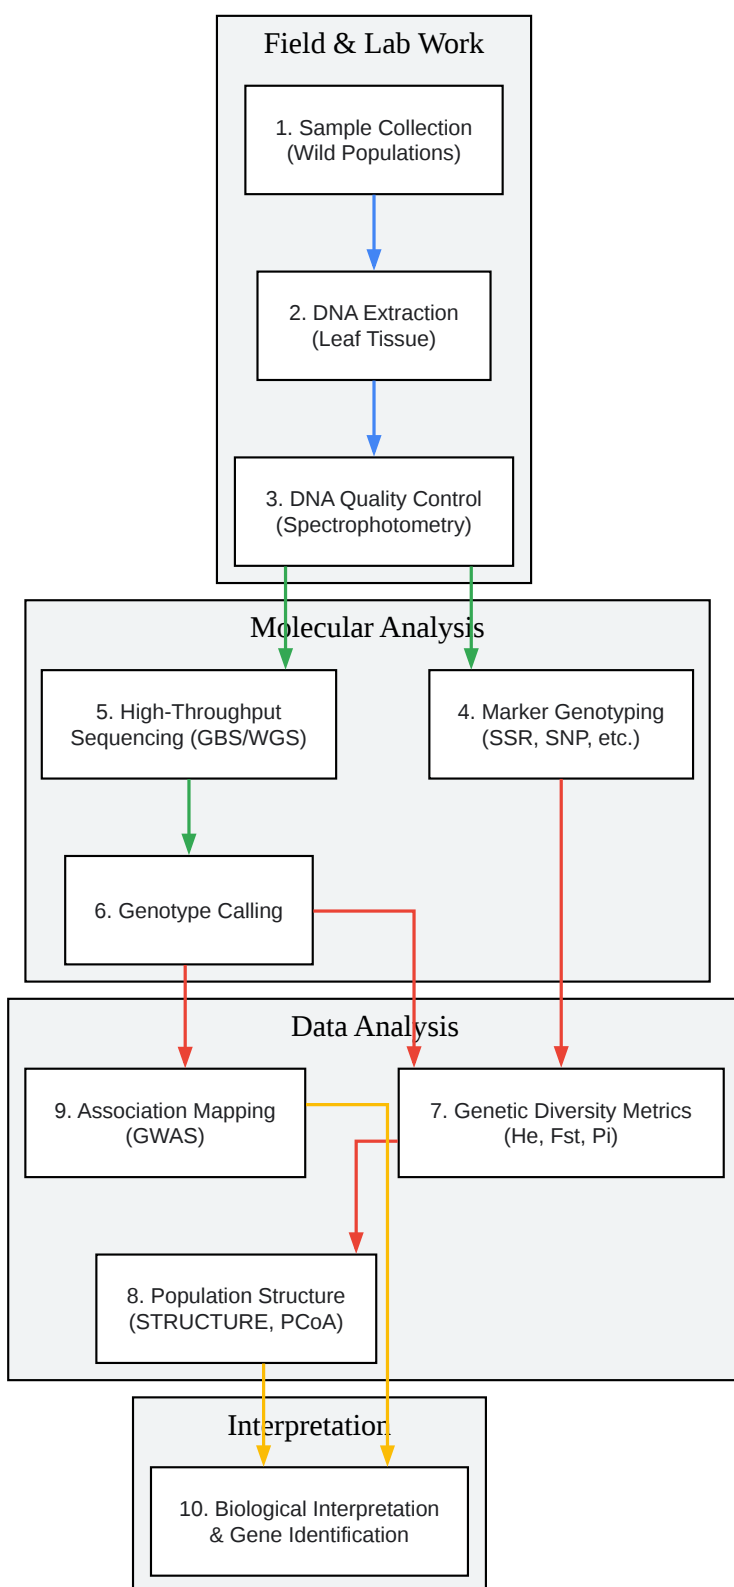 Field & Lab Work
1. Sample Collection
(Wild Populations)
2. DNA Extraction
(Leaf Tissue)
3. DNA Quality Control
(Spectrophotometry)
Molecular Analysis
5. High-Throughput
Sequencing (GBS/WGS)
4. Marker Genotyping
(SSR, SNP, etc.)
6. Genotype Calling
Data Analysis
9. Association Mapping
(GWAS)
7. Genetic Diversity Metrics
(He, Fst, Pi)
8. Population Structure
(STRUCTURE, PCoA)
Interpretation
10. Biological Interpretation
& Gene Identification